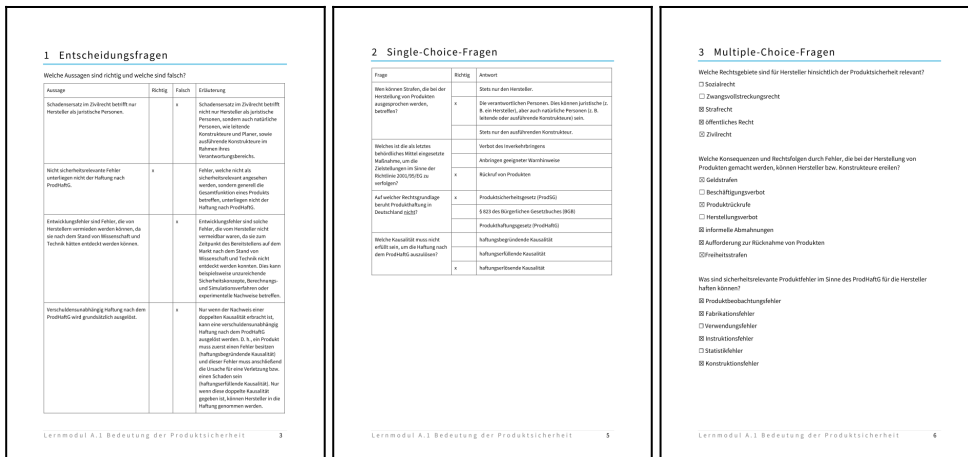 1 Entscheidungsfragen
Welche Aussagen sind richtig und welche sind falsch?
Aussage Richtig Falsch Erläuterung
Schadensersatz im Zivilrecht betrifft nur
Hersteller als juristische Personen.
x
Schadensersatz im Zivilrecht betrifft
nicht nur Hersteller als juristische
Personen, sondern auch natürliche
Personen, wie leitende
Konstrukteure und Planer, sowie
ausführende Konstrukteure im
Rahmen ihres
Verantwortungsbereichs.
Nicht sicherheitsrelevante Fehler
unterliegen nicht der Haftung nach
ProdHaftG.
x
Fehler, welche nicht als
sicherheitsrelevant angesehen
werden, sondern generell die
Gesamtfunktion eines Produkts
betreffen, unterliegen nicht der
Haftung nach ProdHaftG.
Entwicklungsfehler sind Fehler, die von
Herstellern vermieden werden können, da
sie nach dem Stand von Wissenschaft und
Technik hätten entdeckt werden können.
x
Entwicklungsfehler sind solche
Fehler, die vom Hersteller nicht
vermeidbar waren, da sie zum
Zeitpunkt des Bereitstellens auf dem
Markt nach dem Stand von
Wissenschaft und Technik nicht
entdeckt werden konnten. Dies kann
beispielsweise unzureichende
Sicherheitskonzepte, Berechnungs-
und Simulationsverfahren oder
experimentelle Nachweise betreffen.
Verschuldensunabhängig Haftung nach dem
ProdHaftG wird grundsätzlich ausgelöst.
x
Nur wenn der Nachweis einer
doppelten Kausalität erbracht ist,
kann eine verschuldensunabhängig
Haftung nach dem ProdHaftG
ausgelöst werden. D. h., ein Produkt
muss zuerst einen Fehler besitzen
(haftungsbegründende Kausalität)
und dieser Fehler muss anschließend
die Ursache für eine Verletzung bzw.
einen Schaden sein
(haftungserfüllende Kausalität). Nur
wenn diese doppelte Kausalität
gegeben ist, können Hersteller in die
Haftung genommen werden.
Lernmodul A.1 Bedeutung der Produktsicherheit 3
2 Single-Choice-Fragen
Frage Richtig Antwort
Wen können Strafen, die bei der
Herstellung von Produkten
ausgesprochen werden,
betreffen?
Stets nur den Hersteller.
x
Die verantwortlichen Personen. Dies können juristische (z.
B. ein Hersteller), aber auch natürliche Personen (z. B.
leitende oder ausführende Konstrukteure) sein.
Stets nur den ausführenden Konstrukteur.
Welches ist die als letztes
behördliches Mittel eingesetzte
Maßnahme, um die
Zielstellungen im Sinne der
Richtlinie 2001/95/EG zu
verfolgen?
Verbot des Inverkehrbringens
Anbringen geeigneter Warnhinweise
x Rückruf von Produkten
Auf welcher Rechtsgrundlage
beruht Produkthaftung in
Deutschland nicht?
x Produktsicherheitsgesetz (ProdSG)
§ 823 des Bürgerlichen Gesetzbuches (BGB)
Produkthaftungsgesetz (ProdHaftG)
Welche Kausalität muss nicht
erfüllt sein, um die Haftung nach
dem ProdHaftG auszulösen?
haftungsbegründende Kausalität
haftungserfüllende Kausalität
x haftungserlösende Kausalität
Lernmodul A.1 Bedeutung der Produktsicherheit 5
3 Multiple-Choice-Fragen
Welche Rechtsgebiete sind für Hersteller hinsichtlich der Produktsicherheit relevant?
☐ Sozialrecht
☐ Zwangsvollstreckungsrecht
☒ Strafrecht
☒ öffentliches Recht
☒ Zivilrecht
Welche Konsequenzen und Rechtsfolgen durch Fehler, die bei der Herstellung von
Produkten gemacht werden, können Hersteller bzw. Konstrukteure ereilen?
☒ Geldstrafen
☐ Beschäftigungsverbot
☒ Produktrückrufe
☐ Herstellungsverbot
☒ informelle Abmahnungen
☒ Aufforderung zur Rücknahme von Produkten
☒Freiheitsstrafen
Was sind sicherheitsrelevante Produktfehler im Sinne des ProdHaftG für die Hersteller
haften können?
☒ Produktbeobachtungsfehler
☒ Fabrikationsfehler
☐ Verwendungsfehler
☒ Instruktionsfehler
☐ Statistikfehler
☒ Konstruktionsfehler
Lernmodul A.1 Bedeutung der Produktsicherheit 6